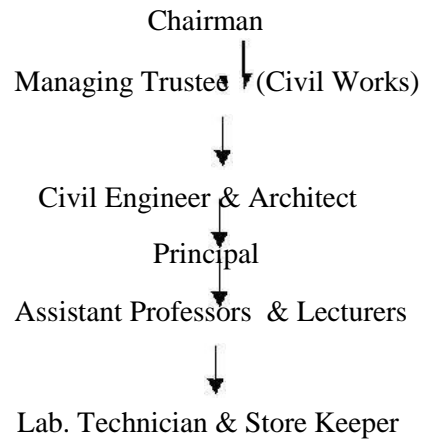 Chairman
Managing Trustee (Civil Works)
Civil Engineer & Architect
Principal
Assistant Professors & Lecturers
Lab. Technician & Store Keeper